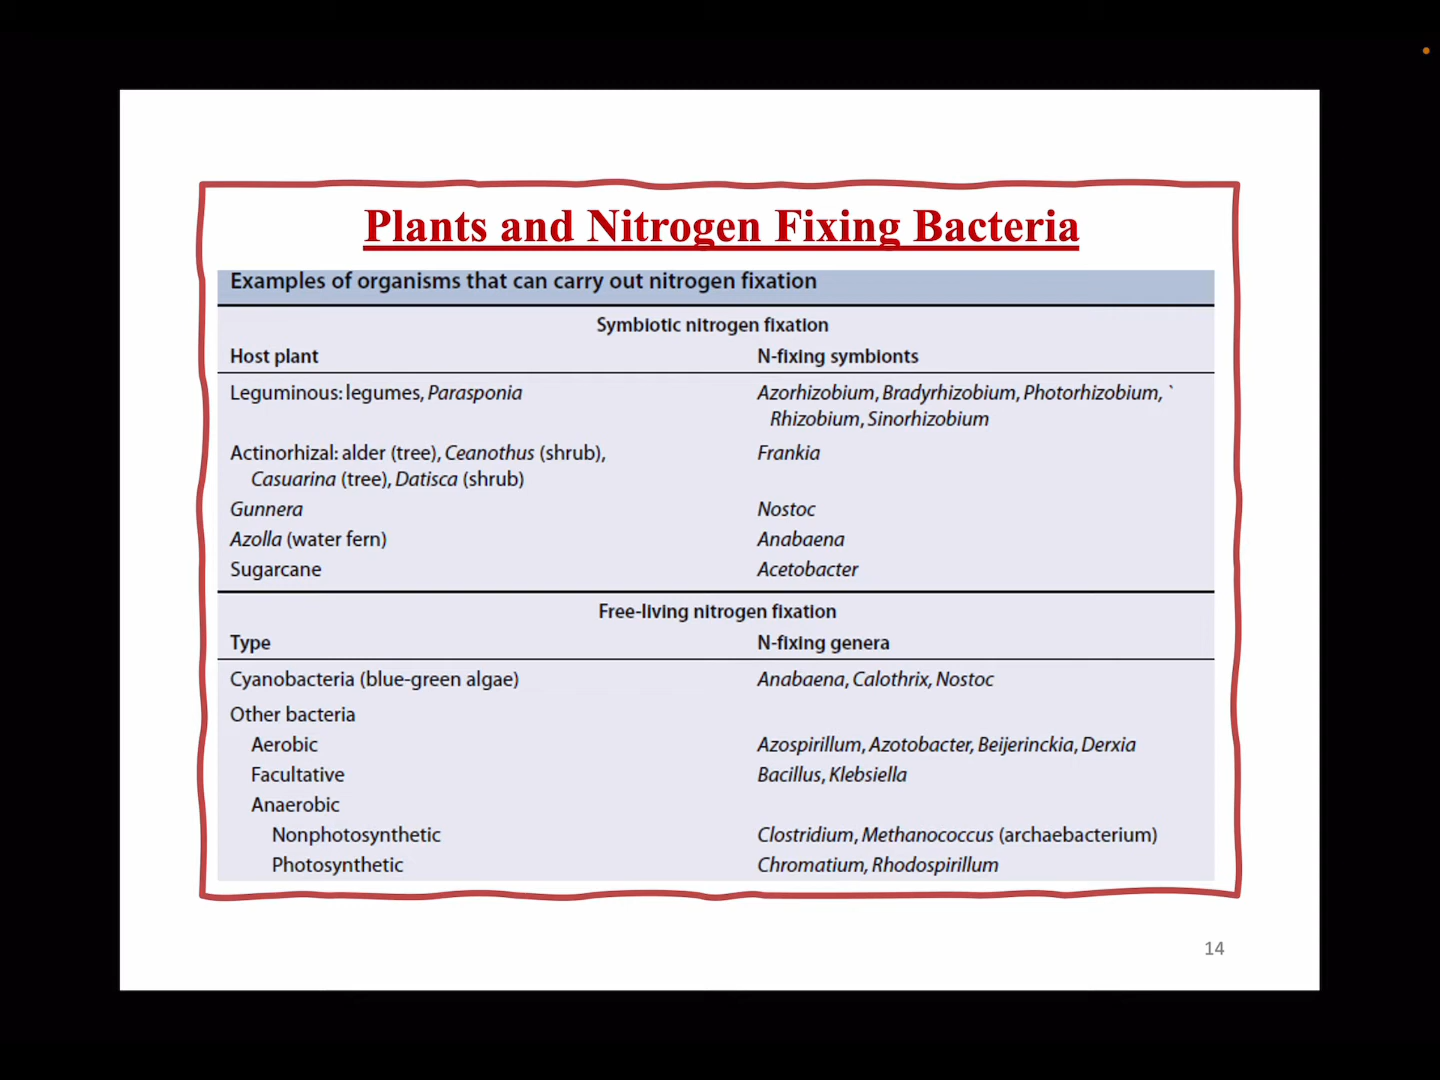 Plants and Nitrogen Fixing Bacteria
Examples of organisms that can carry out nitrogen fixation
Symbiotic nitrogen fixation
Host plant N-fixing symbionts
Leguminous: legumes, Parasponia Azorhizobium, Bradyrhizobium, Photorhizobium, `
Rhizobium, Sinorhizobium
Actinorhizal: alder (tree), Ceanothus (shrub), Frankia
Casuarina (tree), Datisca (shrub)
Gunnera Nostoc
Azolla (water fern) Anabaena
Sugarcane Acetobacter
Free-living nitrogen fixation
Type N-fixing genera
Cyanobacteria (blue-green algae) Anabaena, Calothrix, Nostoc
Other bacteria
Aerobic Azospirillum, Azotobacter, Beijerinckia, Derxia
Facultative Bacillus, Klebsiella
Anaerobic
Nonphotosynthetic Clostridium, Methanococcus (archaebacterium)
Photosynthetic Chromatium, Rhodospirillum
14